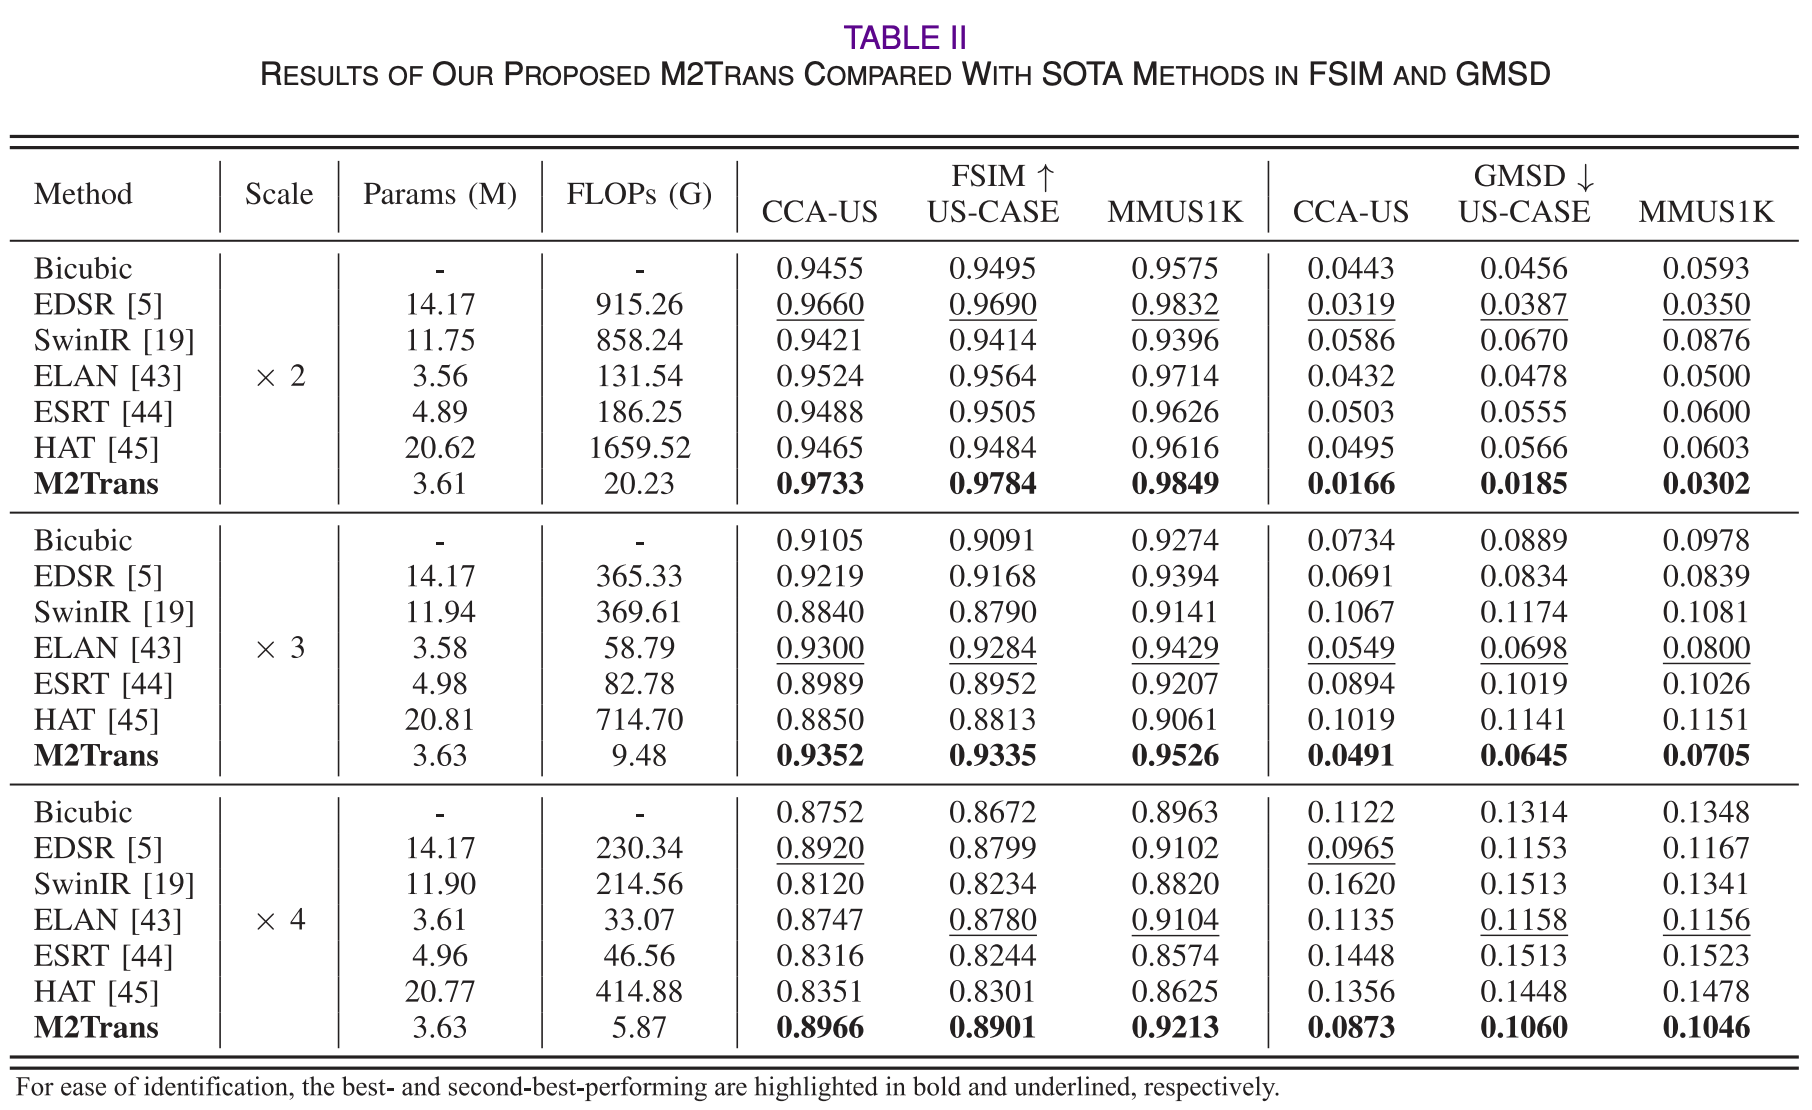 TABLE II
RESULTS OF OUR PROPOSED M2TRANS COMPARED WITH SOTA METHODS IN FSIM AND GMSD
Method Scale Params (M) FLOPs (G) FSIM ↑ GMSD ↓
CCA-US US-CASE MMUS1K CCA-US US-CASE MMUS1K
Bicubic - - 0.9455 0.9495 0.9575 0.0443 0.0456 0.0593
EDSR [5] 14.17 915.26 0.9660 0.9690 0.9832 0.0319 0.0387 0.0350
SwinIR [19] 11.75 858.24 0.9421 0.9414 0.9396 0.0586 0.0670 0.0876
ELAN [43] × 2 3.56 131.54 0.9524 0.9564 0.9714 0.0432 0.0478 0.0500
ESRT [44] 4.89 186.25 0.9488 0.9505 0.9626 0.0503 0.0555 0.0600
HAT [45] 20.62 1659.52 0.9465 0.9484 0.9616 0.0495 0.0566 0.0603
M2Trans 3.61 20.23 0.9733 0.9784 0.9849 0.0166 0.0185 0.0302
Bicubic - - 0.9105 0.9091 0.9274 0.0734 0.0889 0.0978
EDSR [5] 14.17 365.33 0.9219 0.9168 0.9394 0.0691 0.0834 0.0839
SwinIR [19] 11.94 369.61 0.8840 0.8790 0.9141 0.1067 0.1174 0.1081
ELAN [43] × 3 3.58 58.79 0.9300 0.9284 0.9429 0.0549 0.0698 0.0800
ESRT [44] 4.98 82.78 0.8989 0.8952 0.9207 0.0894 0.1019 0.1026
HAT [45] 20.81 714.70 0.8850 0.8813 0.9061 0.1019 0.1141 0.1151
M2Trans 3.63 9.48 0.9352 0.9335 0.9526 0.0491 0.0645 0.0705
Bicubic - - 0.8752 0.8672 0.8963 0.1122 0.1314 0.1348
EDSR [5] 14.17 230.34 0.8920 0.8799 0.9102 0.0965 0.1153 0.1167
SwinIR [19] 11.90 214.56 0.8120 0.8234 0.8820 0.1620 0.1513 0.1341
ELAN [43] × 4 3.61 33.07 0.8747 0.8780 0.9104 0.1135 0.1158 0.1156
ESRT [44] 4.96 46.56 0.8316 0.8244 0.8574 0.1448 0.1513 0.1523
HAT [45] 20.77 414.88 0.8351 0.8301 0.8625 0.1356 0.1448 0.1478
M2Trans 3.63 5.87 0.8966 0.8901 0.9213 0.0873 0.1060 0.1046
For ease of identification, the best- and second-best-performing are highlighted in bold and underlined, respectively.